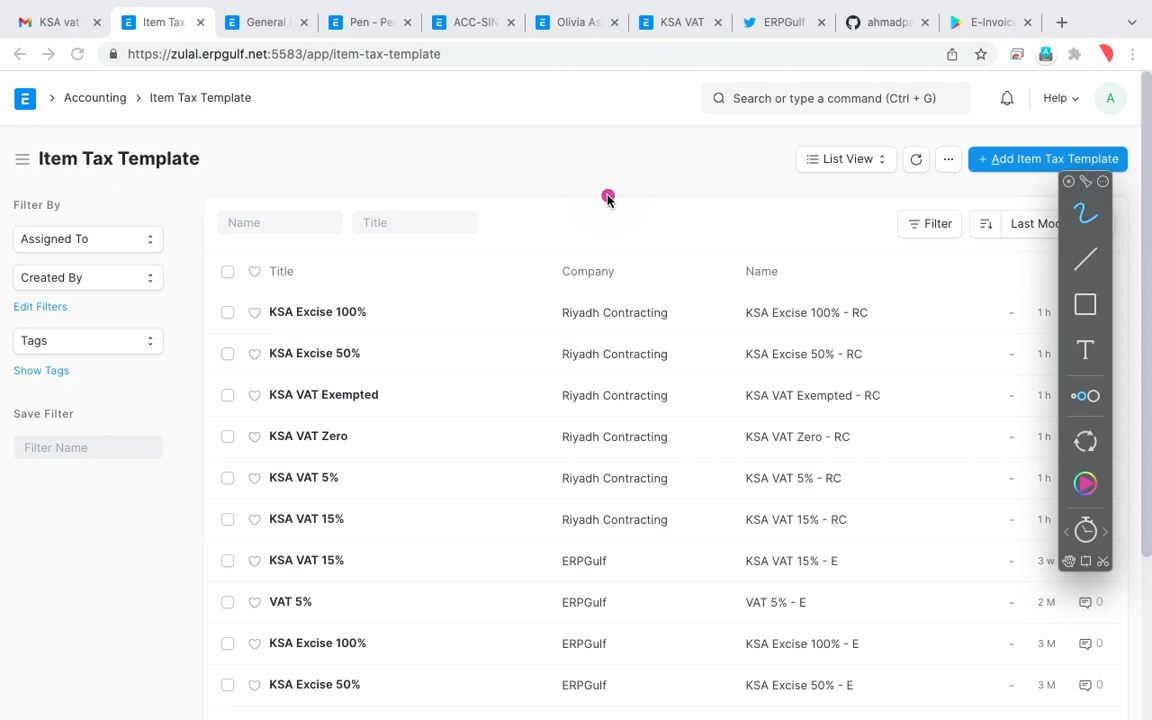 KSA vat
Item Tax
General
Pen - Pe
ACC-SIN
Olivia As
KSA VAT
ERPGulf
ahmadpa
E-Invoic
https://zulal.erpgulf.net:5583/app/item-tax-template
E
Accounting
Item Tax Template
Search or type a command (Ctrl + G)
Help
A
Item Tax Template
List View
+ Add Item Tax Template
Filter By
Assigned To
Created By
Edit Filters
Tags
Show Tags
Save Filter
Filter Name
Name
Title
Filter
Last Mod
Title Company Name
KSA Excise 100% Riyadh Contracting KSA Excise 100% - RC - 1 h
KSA Excise 50% Riyadh Contracting KSA Excise 50% - RC - 1 h
KSA VAT Exempted Riyadh Contracting KSA VAT Exempted - RC - 1 h
KSA VAT Zero Riyadh Contracting KSA VAT Zero - RC - 1 h
KSA VAT 5% Riyadh Contracting KSA VAT 5% - RC - 1 h
KSA VAT 15% Riyadh Contracting KSA VAT 15% - RC - 1 h
KSA VAT 15% ERPGulf KSA VAT 15% - E - 3 w
VAT 5% ERPGulf VAT 5% - E - 2 M 0
KSA Excise 100% ERPGulf KSA Excise 100% - E - 3 M 0
KSA Excise 50% ERPGulf KSA Excise 50% - E - 3 M 0
T